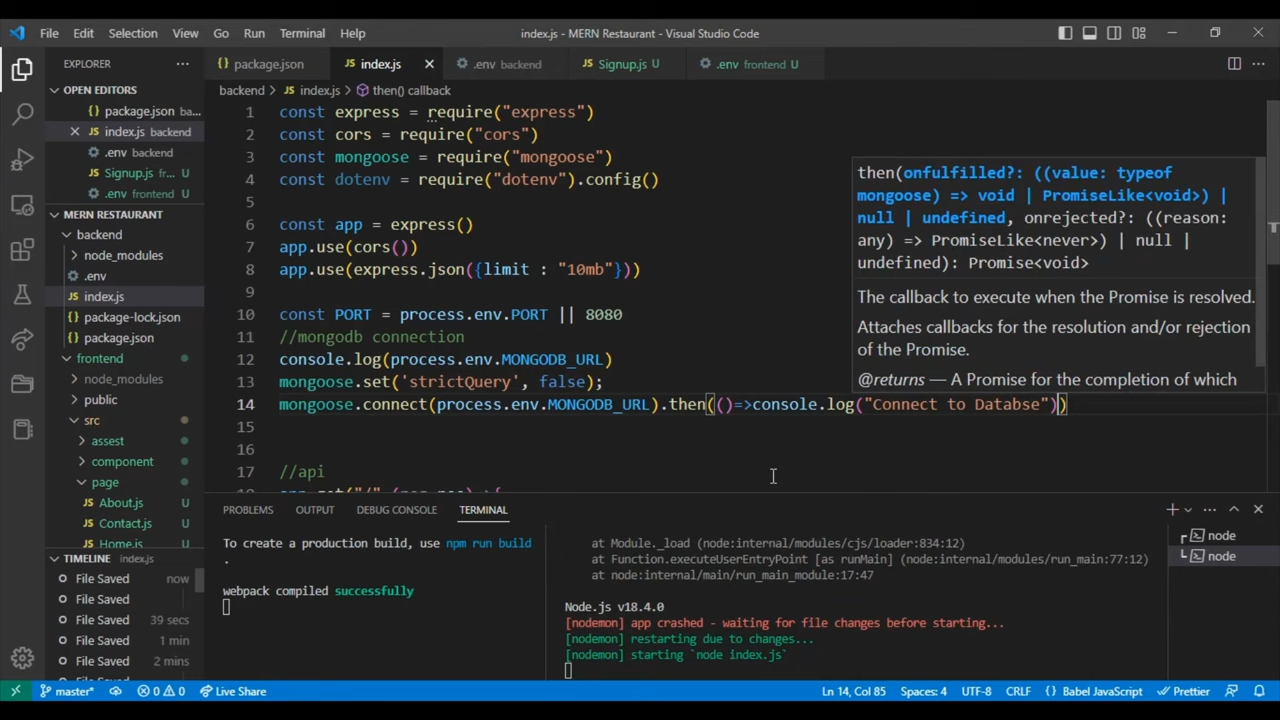 File Edit Selection View Go Run Terminal Help
index.js - MERN Restaurant - Visual Studio Code
EXPLORER
OPEN EDITORS
{} package.json ba...
JS index.js backend
.env backend
JS Signup.js fr... U
.env frontend
MERN RESTAURANT
backend
node_modules
.env
JS index.js
{} package-lock.json
{} package.json
frontend
node_modules
public
src
assest
component
page
JS About.js U
JS Contact.js U
JS Home.js U
TIMELINE index.js
File Saved now
File Saved
File Saved 39 secs
File Saved 1 min
File Saved 2 mins
{} package.json JS index.js .env backend JS Signup.js U .env frontend U
backend > JS index.js > then() callback
1 const express = require("express")
2 const cors = require("cors")
3 const mongoose = require("mongoose")
4 const dotenv = require("dotenv").config()
5
6 const app = express()
7 app.use(cors())
8 app.use(express.json({limit : "10mb"}))
9
10 const PORT = process.env.PORT || 8080
11 //mongodb connection
12 console.log(process.env.MONGODB_URL)
13 mongoose.set('strictQuery', false);
14 mongoose.connect(process.env.MONGODB_URL).then(()=>console.log("Connect to Databse"))
15
16
17 //api
then(onfulfilled?: ((value: typeof
mongoose) => void | PromiseLike<void>) |
null | undefined, onrejected?: ((reason:
any) => PromiseLike<never>) | null |
undefined): Promise<void>
The callback to execute when the Promise is resolved.
Attaches callbacks for the resolution and/or rejection
of the Promise.
@returns — A Promise for the completion of which
PROBLEMS OUTPUT DEBUG CONSOLE TERMINAL
To create a production build, use npm run build
.
webpack compiled successfully
at Module._load (node:internal/modules/cjs/loader:834:12)
at Function.executeUserEntryPoint [as runMain] (node:internal/modules/run_main:77:12)
at node:internal/main/run_main_module:17:47
Node.js v18.4.0
[nodemon] app crashed - waiting for file changes before starting...
[nodemon] restarting due to changes...
[nodemon] starting `node index.js`
node
node
master* 0 0 Live Share
Ln 14, Col 85 Spaces: 4 UTF-8 CRLF {} Babel JavaScript Prettier